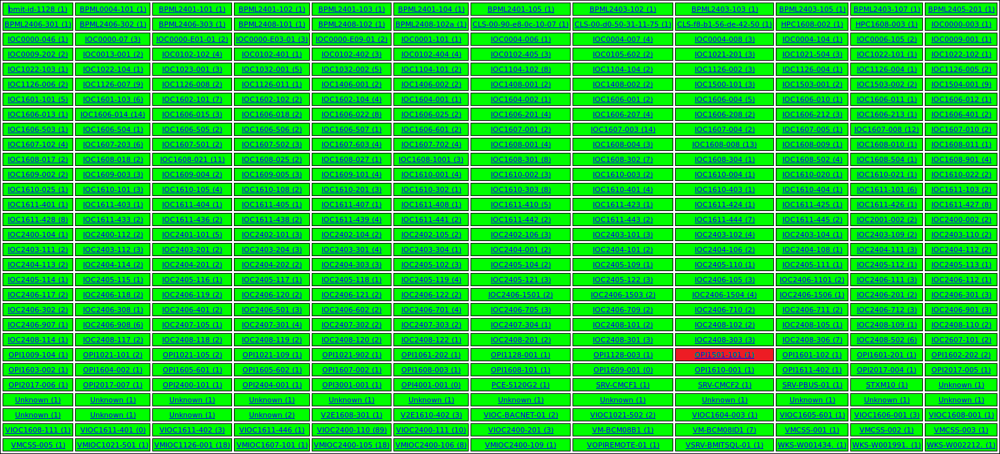 bmit-id-1128 (1) BPML0004-101 (1) BPML2401-101 (1) BPML2401-102 (1) BPML2401-103 (1) BPML2401-104 (1) BPML2401-105 (1) BPML2403-102 (1) BPML2403-103 (1) BPML2403-105 (1) BPML2403-107 (1) BPML2405-201 (1)
BPML2406-301 (1) BPML2406-302 (1) BPML2406-303 (1) BPML2408-101 (1) BPML2408-102 (1) BPML2408-102a (1) CLS-00-90-e8-0c-10-07 (1) CLS-00-d0-50-31-11-75 (1) CLS-f8-b1-56-de-42-50 (1) HPC1608-002 (1) HPC1608-003 (1) IOC0000-003 (1)
IOC0000-046 (1) IOC0000-07 (3) IOC0000-E01-01 (2) IOC0000-E03-01 (3) IOC0000-E09-01 (2) IOC0001-101 (1) IOC0004-006 (1) IOC0004-007 (4) IOC0004-008 (3) IOC0004-104 (1) IOC0006-105 (2) IOC0009-001 (1)
IOC0009-202 (2) IOC0013-001 (2) IOC0102-102 (4) IOC0102-401 (1) IOC0102-402 (3) IOC0102-404 (4) IOC0102-405 (3) IOC0105-602 (2) IOC1021-201 (3) IOC1021-504 (3) IOC1022-101 (1) IOC1022-102 (1)
IOC1022-103 (1) IOC1022-104 (1) IOC1023-001 (3) IOC1032-001 (5) IOC1032-002 (5) IOC1104-101 (2) IOC1104-102 (8) IOC1104-104 (2) IOC1126-002 (3) IOC1126-004 (1) IOC1126-004 (1) IOC1126-005 (2)
IOC1126-006 (2) IOC1126-007 (9) IOC1126-008 (2) IOC1126-011 (1) IOC1406-001 (2) IOC1406-002 (2) IOC1408-001 (2) IOC1408-002 (2) IOC1500-101 (3) IOC1503-001 (2) IOC1503-002 (2) IOC1504-001 (9)
IOC1601-101 (5) IOC1601-103 (6) IOC1602-101 (7) IOC1602-102 (2) IOC1602-104 (4) IOC1604-001 (1) IOC1604-002 (1) IOC1606-001 (2) IOC1606-004 (5) IOC1606-010 (1) IOC1606-011 (1) IOC1606-012 (1)
IOC1606-013 (1) IOC1606-014 (14) IOC1606-015 (3) IOC1606-018 (2) IOC1606-022 (8) IOC1606-025 (2) IOC1606-201 (4) IOC1606-207 (4) IOC1606-208 (2) IOC1606-212 (3) IOC1606-213 (1) IOC1606-401 (2)
IOC1606-503 (1) IOC1606-504 (1) IOC1606-505 (2) IOC1606-506 (2) IOC1606-507 (1) IOC1606-601 (2) IOC1607-001 (2) IOC1607-003 (14) IOC1607-004 (2) IOC1607-005 (1) IOC1607-008 (12) IOC1607-010 (2)
IOC1607-102 (4) IOC1607-203 (6) IOC1607-501 (2) IOC1607-502 (3) IOC1607-603 (4) IOC1607-702 (4) IOC1608-001 (4) IOC1608-004 (3) IOC1608-008 (13) IOC1608-009 (1) IOC1608-010 (1) IOC1608-011 (1)
IOC1608-017 (2) IOC1608-018 (2) IOC1608-021 (11) IOC1608-025 (2) IOC1608-027 (1) IOC1608-1001 (3) IOC1608-301 (8) IOC1608-302 (7) IOC1608-304 (1) IOC1608-502 (4) IOC1608-504 (1) IOC1608-901 (4)
IOC1609-002 (2) IOC1609-003 (3) IOC1609-004 (2) IOC1609-005 (3) IOC1609-101 (4) IOC1610-001 (4) IOC1610-002 (3) IOC1610-003 (2) IOC1610-004 (1) IOC1610-020 (1) IOC1610-021 (1) IOC1610-022 (2)
IOC1610-025 (1) IOC1610-101 (3) IOC1610-105 (4) IOC1610-108 (2) IOC1610-201 (3) IOC1610-302 (1) IOC1610-303 (8) IOC1610-401 (4) IOC1610-403 (1) IOC1610-404 (1) IOC1611-101 (6) IOC1611-103 (2)
IOC1611-401 (1) IOC1611-403 (1) IOC1611-404 (1) IOC1611-405 (1) IOC1611-407 (1) IOC1611-408 (1) IOC1611-410 (5) IOC1611-423 (1) IOC1611-424 (1) IOC1611-425 (1) IOC1611-426 (1) IOC1611-427 (8)
IOC1611-428 (8) IOC1611-433 (2) IOC1611-436 (2) IOC1611-438 (2) IOC1611-439 (4) IOC1611-441 (2) IOC1611-442 (2) IOC1611-443 (2) IOC1611-444 (7) IOC1611-445 (2) IOC2001-002 (2) IOC2400-002 (2)
IOC2400-104 (1) IOC2400-112 (2) IOC2401-101 (5) IOC2402-101 (3) IOC2402-104 (2) IOC2402-105 (2) IOC2402-106 (3) IOC2403-101 (3) IOC2403-102 (4) IOC2403-104 (1) IOC2403-109 (2) IOC2403-110 (2)
IOC2403-111 (2) IOC2403-112 (3) IOC2403-201 (2) IOC2403-204 (3) IOC2403-301 (4) IOC2403-304 (1) IOC2404-001 (2) IOC2404-101 (2) IOC2404-106 (2) IOC2404-108 (1) IOC2404-111 (3) IOC2404-112 (2)
IOC2404-113 (2) IOC2404-114 (2) IOC2404-201 (2) IOC2404-202 (2) IOC2404-303 (3) IOC2405-102 (3) IOC2405-104 (2) IOC2405-109 (1) IOC2405-110 (1) IOC2405-111 (1) IOC2405-112 (1) IOC2405-113 (1)
IOC2405-114 (1) IOC2405-115 (1) IOC2405-116 (1) IOC2405-117 (1) IOC2405-118 (1) IOC2405-119 (4) IOC2405-121 (3) IOC2405-122 (3) IOC2406-105 (3) IOC2406-1101 (2) IOC2406-111 (3) IOC2406-112 (1)
IOC2406-117 (2) IOC2406-118 (2) IOC2406-119 (2) IOC2406-120 (2) IOC2406-121 (2) IOC2406-122 (2) IOC2406-1501 (2) IOC2406-1503 (2) IOC2406-1504 (4) IOC2406-1506 (1) IOC2406-201 (2) IOC2406-301 (3)
IOC2406-302 (2) IOC2406-308 (1) IOC2406-401 (2) IOC2406-501 (3) IOC2406-602 (2) IOC2406-701 (4) IOC2406-705 (3) IOC2406-709 (2) IOC2406-710 (2) IOC2406-711 (2) IOC2406-712 (3) IOC2406-901 (3)
IOC2406-907 (1) IOC2406-908 (6) IOC2407-105 (1) IOC2407-301 (4) IOC2407-302 (2) IOC2407-303 (2) IOC2407-304 (1) IOC2408-101 (2) IOC2408-102 (2) IOC2408-105 (1) IOC2408-109 (1) IOC2408-110 (2)
IOC2408-114 (1) IOC2408-117 (2) IOC2408-118 (2) IOC2408-119 (2) IOC2408-120 (2) IOC2408-122 (1) IOC2408-201 (2) IOC2408-301 (3) IOC2408-303 (3) IOC2408-306 (7) IOC2408-502 (6) IOC2607-101 (2)
OPI1009-104 (1) OPI1021-101 (2) OPI1021-105 (2) OPI1021-109 (1) OPI1021-902 (1) OPI1061-202 (1) OPI1128-001 (1) OPI1128-003 (1) OPI1501-101 (1) OPI1601-102 (1) OPI1601-201 (1) OPI1602-202 (2)
OPI1603-002 (1) OPI1604-002 (1) OPI1605-601 (1) OPI1605-602 (1) OPI1607-002 (1) OPI1608-003 (1) OPI1608-101 (1) OPI1609-001 (0) OPI1610-001 (1) OPI1611-402 (1) OPI2017-004 (1) OPI2017-005 (1)
OPI2017-006 (1) OPI2017-007 (1) OPI2400-101 (1) OPI2404-001 (1) OPI3001-001 (1) OPI4001-001 (0) PCE-5120G2 (1) SRV-CMCF1 (1) SRV-CMCF2 (1) SRV-PBUS-01 (1) STXM10 (1) Unknown (1)
Unknown (1) Unknown (1) Unknown (1) Unknown (1) Unknown (1) Unknown (1) Unknown (1) Unknown (1) Unknown (1) Unknown (1) Unknown (1) Unknown (1)
Unknown (1) Unknown (1) Unknown (1) Unknown (2) V2E1608-301 (1) V2E1610-402 (3) VIOC-BACNET-01 (2) VIOC1021-502 (2) VIOC1604-003 (1) VIOC1605-601 (1) VIOC1606-001 (3) VIOC1608-001 (1)
VIOC1608-111 (1) VIOC1611-401 (0) VIOC1611-402 (3) VIOC1611-446 (1) VIOC2400-110 (89) VIOC2400-111 (10) VIOC2400-201 (3) VM-BCM08B1 (1) VM-BCM08ID1 (7) VMCSS-001 (1) VMCSS-002 (1) VMCSS-003 (1)
VMCSS-005 (1) VMIOC1021-501 (1) VMIOC1126-001 (18) VMIOC1607-101 (1) VMIOC2400-105 (18) VMIOC2400-106 (8) VMIOC2400-109 (1) VOPIREMOTE-01 (1) VSRV-BMITSQL-01 (1) WKS-W001434. (1) WKS-W001991. (1) WKS-W002212. (1)